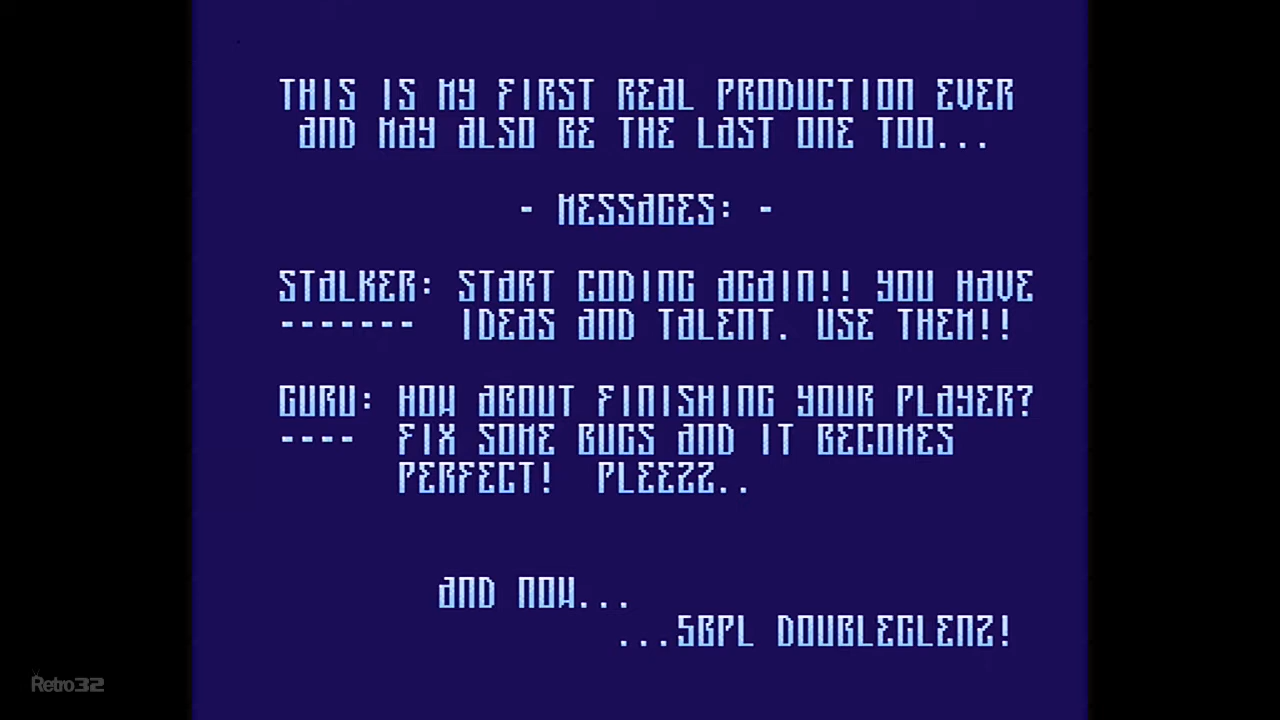 THIS IS MY FIRST REAL PRODUCTION EVER
AND MAY ALSO BE THE LAST ONE TOO...
- MESSAGES: -
STALKER: START CODING AGAIN!! YOU HAVE
------- IDEAS AND TALENT. USE THEM!!
GURU: HOW ABOUT FINISHING YOUR PLAYER?
---- FIX SOME BUGS AND IT BECOMES
PERFECT! PLEEZZ..
AND NOW...
...5BPL DOUBLEGLENZ!
Retro32